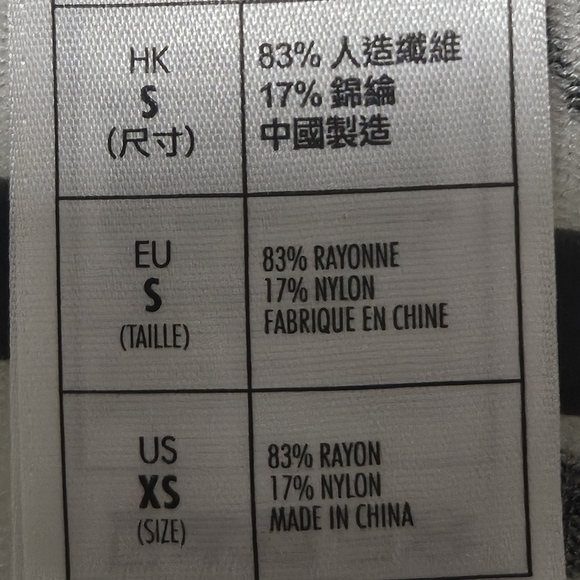 HK
S
(尺寸)
83% 人造纖維
17% 錦綸
中國製造
EU
S
(TAILLE)
83% RAYONNE
17% NYLON
FABRIQUE EN CHINE
US
XS
(SIZE)
83% RAYON
17% NYLON
MADE IN CHINA